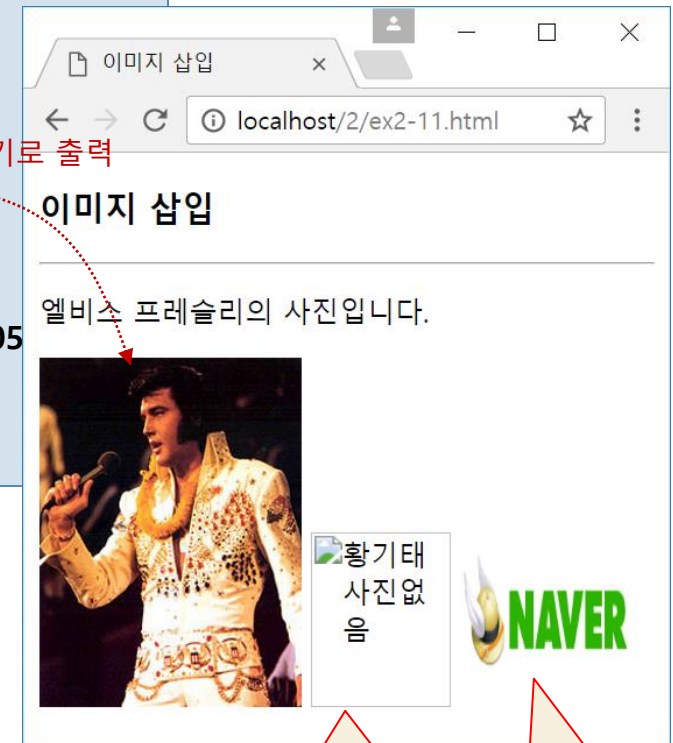 이미지 삽입
localhost/2/ex2-11.html
기로 출력
이미지 삽입
엘비스 프레슬리의 사진입니다.
95
황기태
사진없
음
NAVER